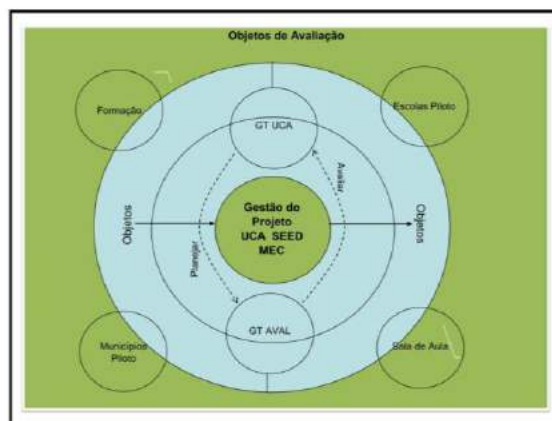 Objetos de Avaliação
Formação
Escolas Piloto
GT UCA
Avaliar
Gestão do
Projeto
UCA SEED
MEC
Objetos
Objetos
Planejar
GT AVAL
Municípios
Piloto
Sala de Aula